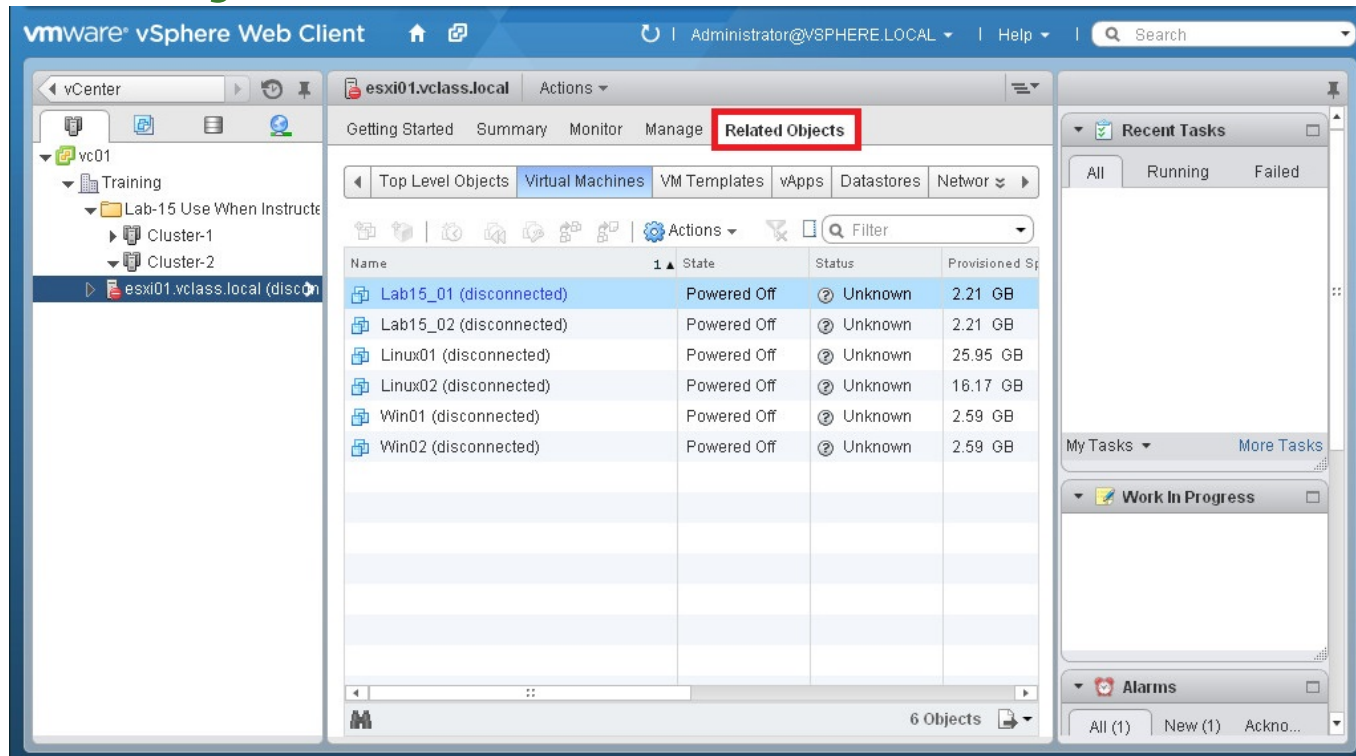 vmware® vSphere Web Client
Administrator@VSPHERE.LOCAL
Help
Search
vCenter
vc01
Training
Lab-15 Use When Instructe
Cluster-1
Cluster-2
esxi01.vclass.local (discon
esxi01.vclass.local Actions
Getting Started Summary Monitor Manage Related Objects
Top Level Objects Virtual Machines VM Templates vApps Datastores Networ
Actions Filter
Name 1 State Status Provisioned Sp
Lab15_01 (disconnected) Powered Off Unknown 2.21 GB
Lab15_02 (disconnected) Powered Off Unknown 2.21 GB
Linux01 (disconnected) Powered Off Unknown 25.95 GB
Linux02 (disconnected) Powered Off Unknown 16.17 GB
Win01 (disconnected) Powered Off Unknown 2.59 GB
Win02 (disconnected) Powered Off Unknown 2.59 GB
6 Objects
Recent Tasks
All Running Failed
My Tasks More Tasks
Work In Progress
Alarms
All (1) New (1) Ackno...